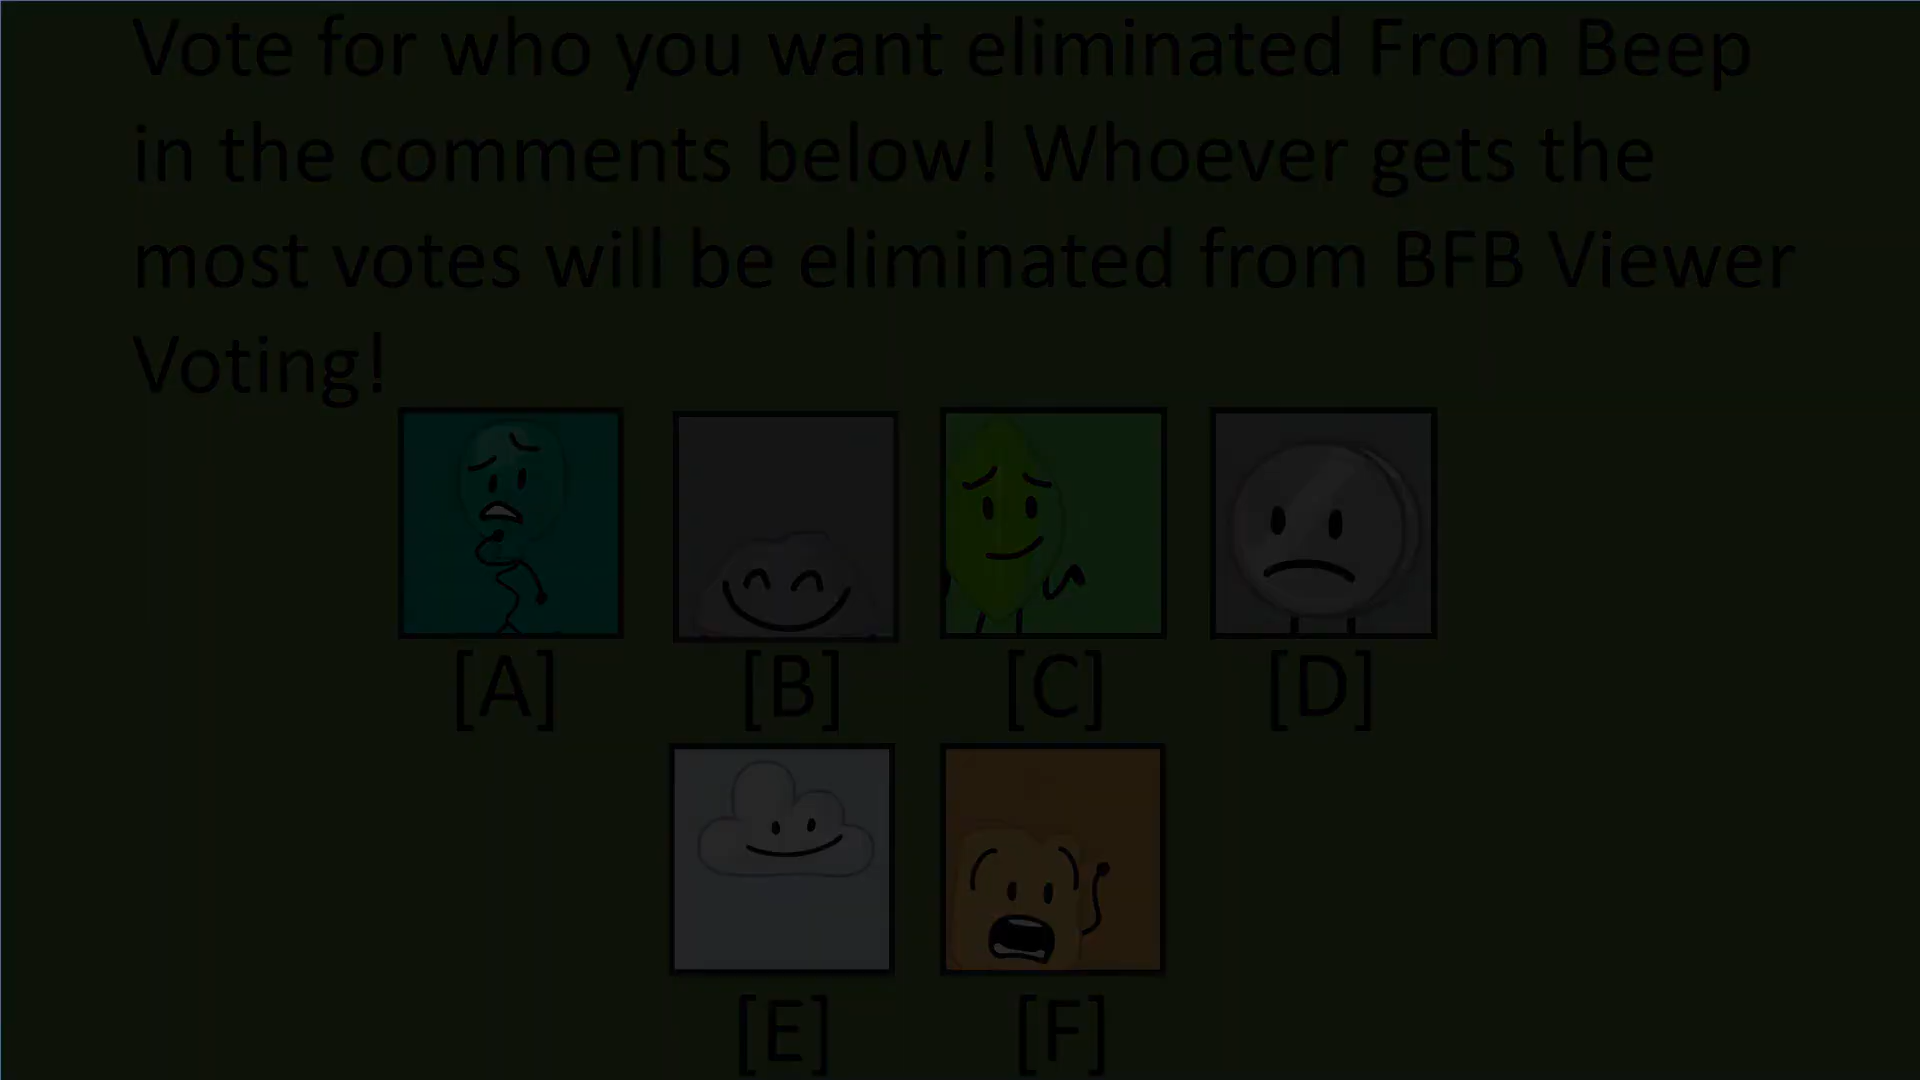 Vote for who you want eliminated From Beep
in the comments below! Whoever gets the
most votes will be eliminated from BFB Viewer
Voting!
[A] [B] [C] [D]
[E] [F]